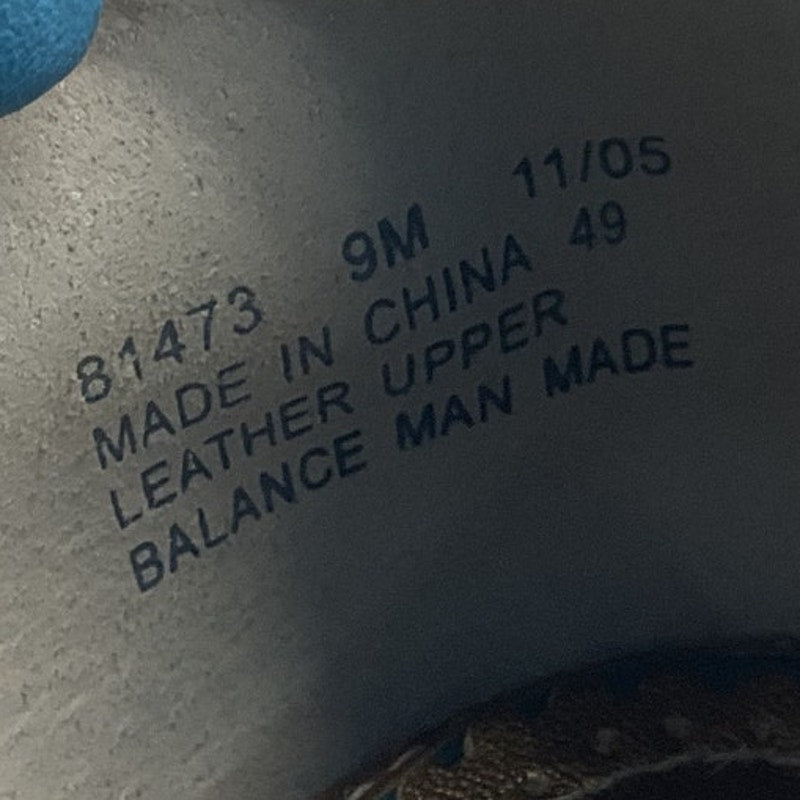 81473 9M 11/05
MADE IN CHINA 49
LEATHER UPPER
BALANCE MAN MADE